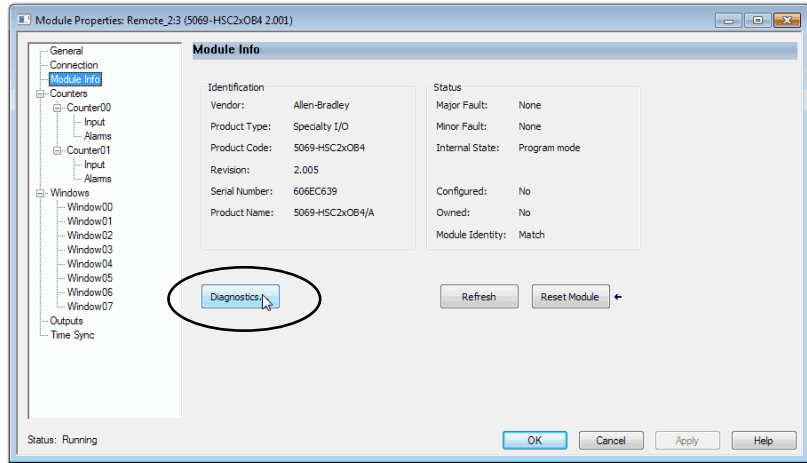 Module Properties: Remote_2:3 (5069-HSC2xOB4 2.001)
General
Connection
Module Info
Counters
Counter00
Input
Alarms
Counter01
Input
Alarms
Windows
Window00
Window01
Window02
Window03
Window04
Window05
Window06
Window07
Outputs
Time Sync
Module Info
Identification
Vendor: Allen-Bradley
Product Type: Specialty I/O
Product Code: 5069-HSC2xOB4
Revision: 2.005
Serial Number: 606EC639
Product Name: 5069-HSC2xOB4/A
Status
Major Fault: None
Minor Fault: None
Internal State: Program mode
Configured: No
Owned: No
Module Identity: Match
Diagnostics...
Refresh Reset Module
Status: Running
OK Cancel Apply Help